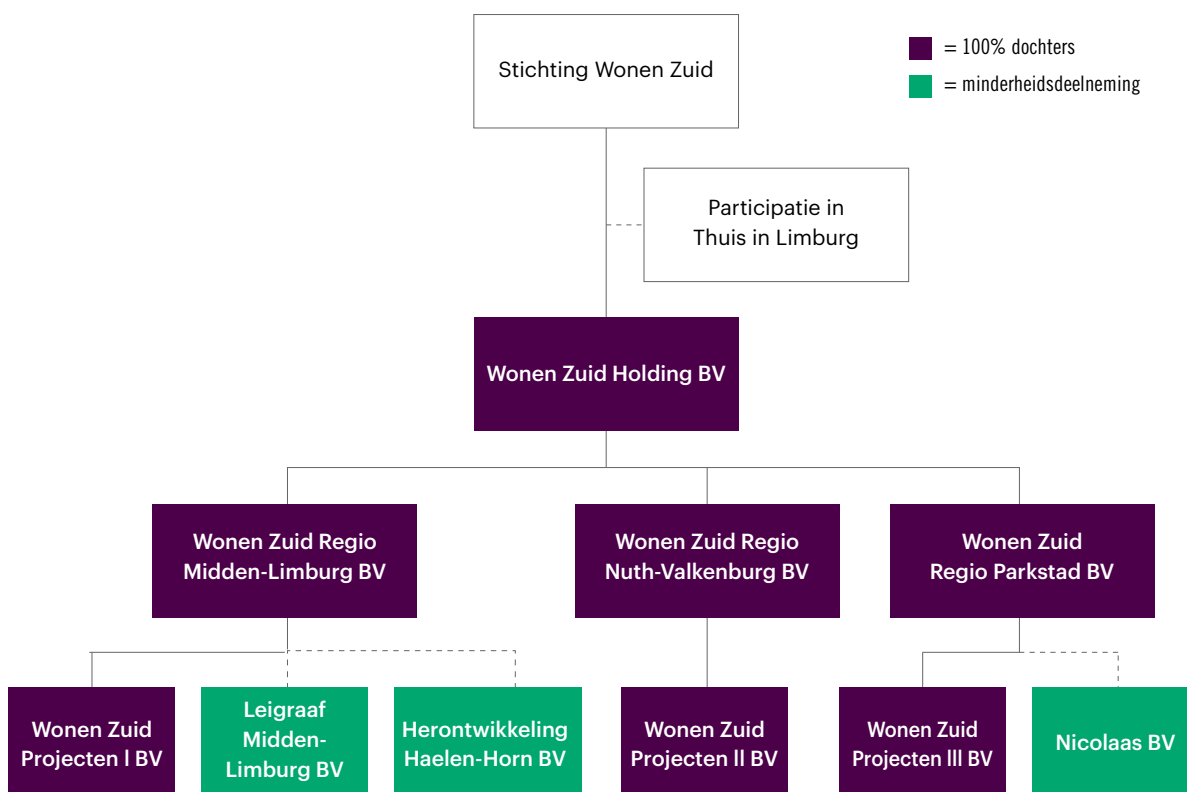 Stichting Wonen Zuid
= 100% dochters
= minderheidsdeelneming
Participatie in
Thuis in Limburg
Wonen Zuid Holding BV
Wonen Zuid Regio
Midden-Limburg BV
Wonen Zuid Regio
Nuth-Valkenburg BV
Wonen Zuid
Regio Parkstad BV
Wonen Zuid
Projecten I BV
Leigraaf
Midden-
Limburg BV
Herontwikkeling
Haelen-Horn BV
Wonen Zuid
Projecten II BV
Wonen Zuid
Projecten III BV
Nicolaas BV